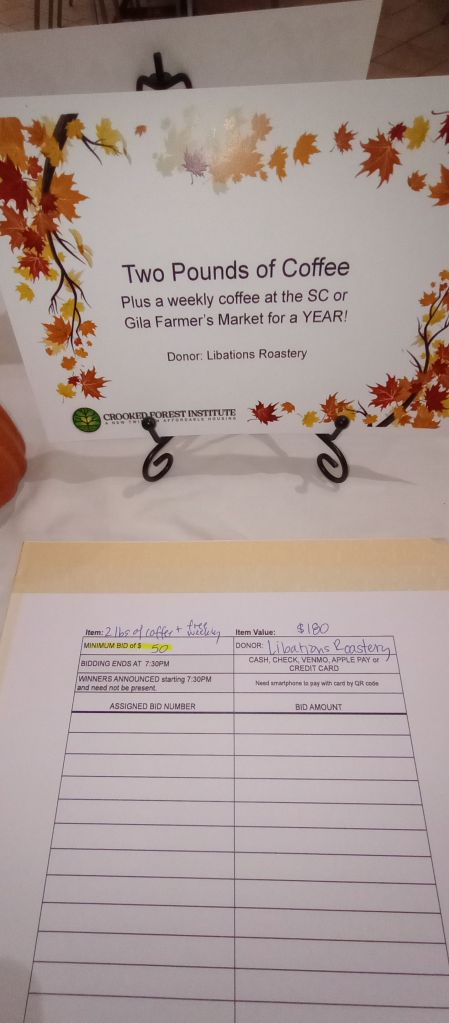 Two Pounds of Coffee
Plus a weekly coffee at the SC or
Gila Farmer's Market for a YEAR!
Donor: Libations Roastery
CROOKED FOREST INSTITUTE
A NEW AFFORDABLE HOUSING
Item: 2 lbs of coffee + free weekly
Item Value: $180
MINIMUM BID of $ 50
DONOR: Libations Roastery
BIDDING ENDS AT 7:30PM
CASH, CHECK, VENMO, APPLE PAY or
CREDIT CARD
WINNERS ANNOUNCED starting 7:30PM
and need not be present.
Need smartphone to pay with card by QR code
ASSIGNED BID NUMBER
BID AMOUNT